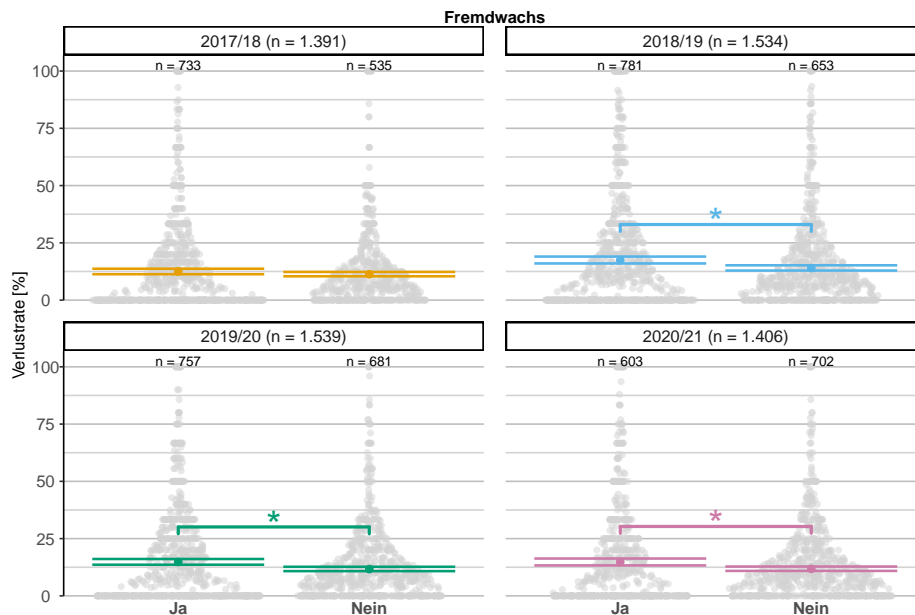 Fremdwachs
2017/18 (n = 1.391)
2018/19 (n = 1.534)
n = 733
n = 535
n = 781
n = 653
100
75
50
25
0
*
2019/20 (n = 1.539)
2020/21 (n = 1.406)
n = 757
n = 681
n = 603
n = 702
100
75
50
25
0
*
*
Ja
Nein
Ja
Nein
Verlustrate [%]